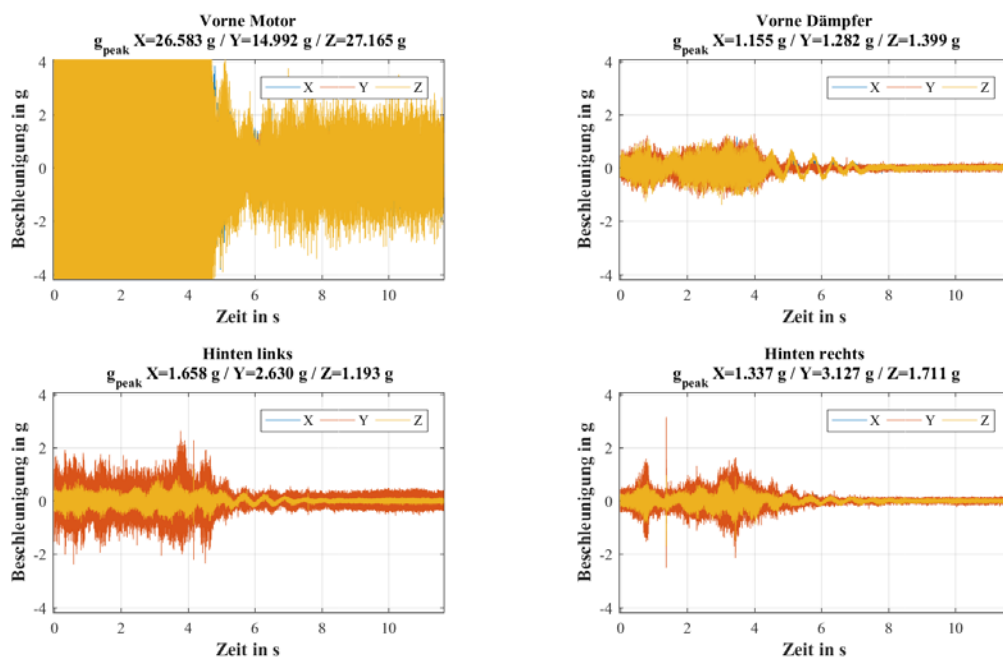 Vorne Motor
g_peak X=26.583 g / Y=14.992 g / Z=27.165 g
X Y Z
Beschleunigung in g
4
2
0
-2
-4
0 2 4 6 8 10
Zeit in s
Vorne Dämpfer
g_peak X=1.155 g / Y=1.282 g / Z=1.399 g
X Y Z
Beschleunigung in g
4
2
0
-2
-4
0 2 4 6 8 10
Zeit in s
Hinten links
g_peak X=1.658 g / Y=2.630 g / Z=1.193 g
X Y Z
Beschleunigung in g
4
2
0
-2
-4
0 2 4 6 8 10
Zeit in s
Hinten rechts
g_peak X=1.337 g / Y=3.127 g / Z=1.711 g
X Y Z
Beschleunigung in g
4
2
0
-2
-4
0 2 4 6 8 10
Zeit in s